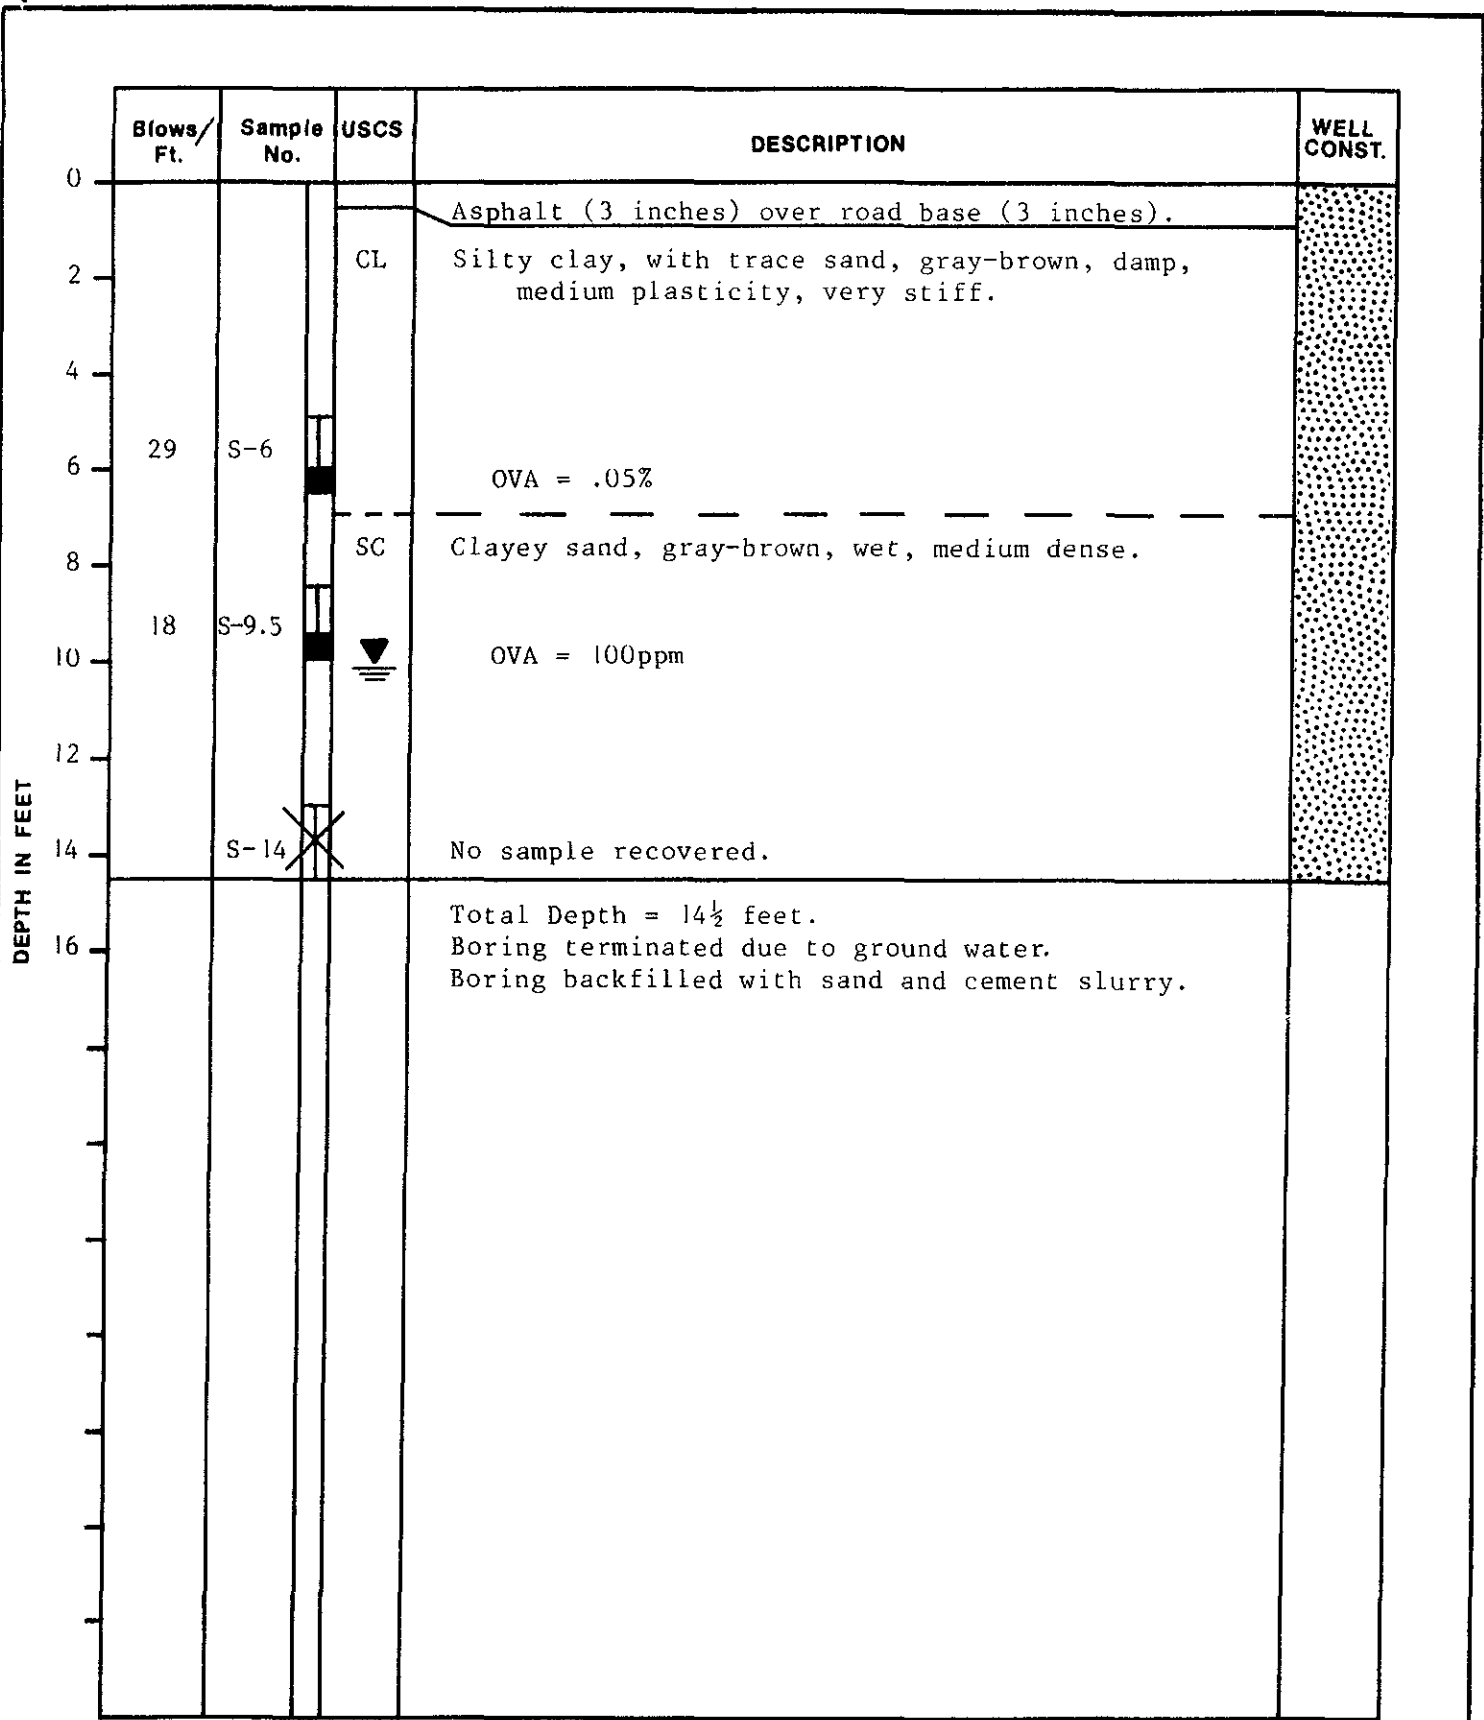 Blows/ Ft.
Sample No.
USCS
DESCRIPTION
WELL CONST.
0
Asphalt (3 inches) over road base (3 inches).
CL
Silty clay, with trace sand, gray-brown, damp,
medium plasticity, very stiff.
2
4
29
S-6
6
OVA = .05%
SC
Clayey sand, gray-brown, wet, medium dense.
8
18
S-9.5
10
OVA = 100ppm
12
DEPTH IN FEET
14
S-14
No sample recovered.
Total Depth = 14½ feet.
16
Boring terminated due to ground water.
Boring backfilled with sand and cement slurry.